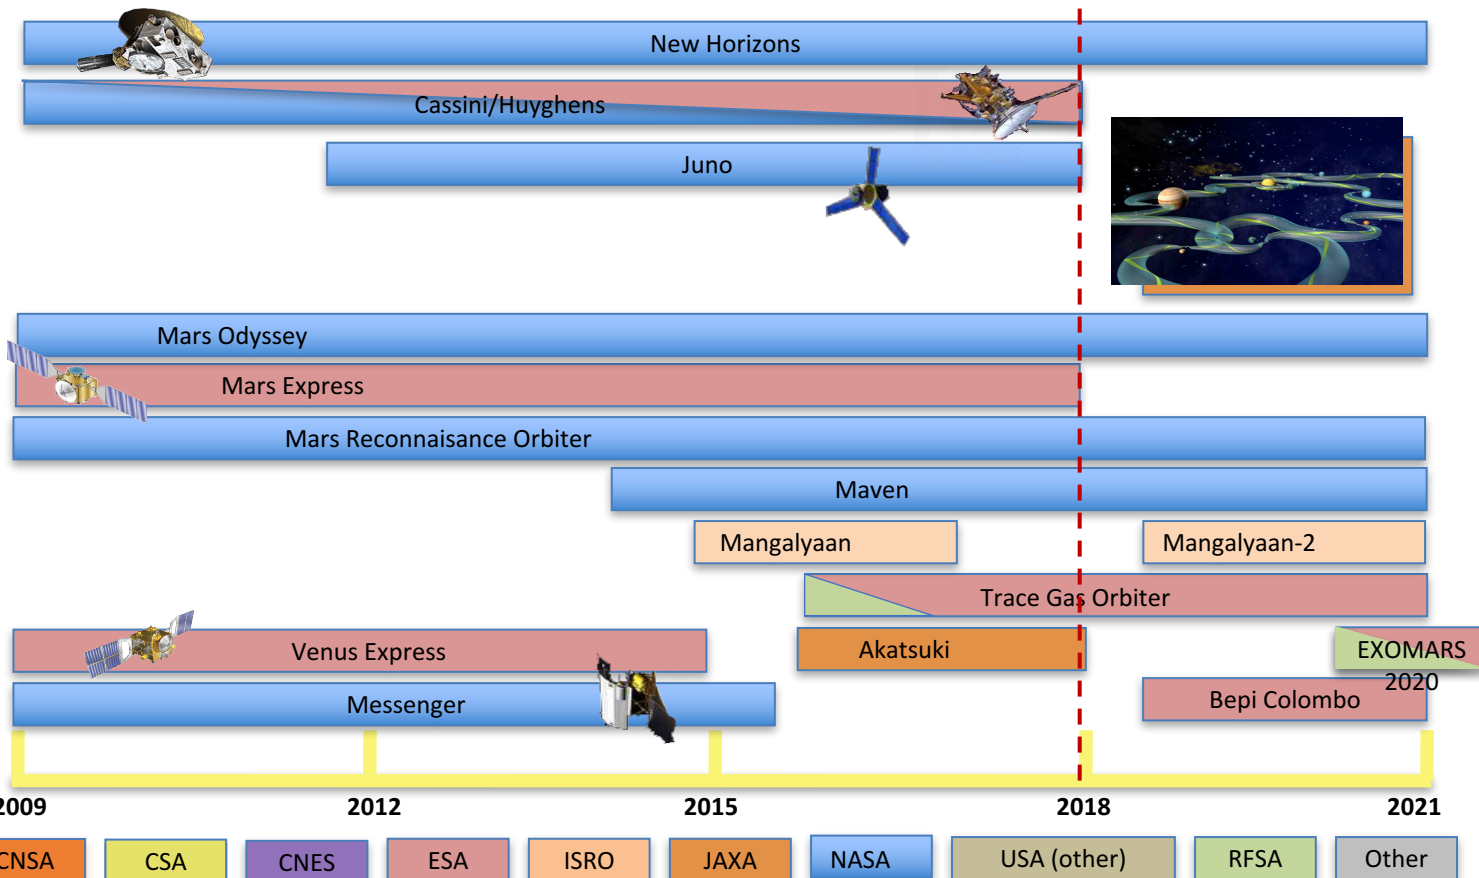 New Horizons
Cassini/Huyghens
Juno
Mars Odyssey
Mars Express
Mars Reconnaisance Orbiter
Maven
Mangalyaan
Mangalyaan-2
Trace Gas Orbiter
Venus Express
Akatsuki
EXOMARS
2020
Messenger
Bepi Colombo
2009
2012
2015
2018
2021
CNSA
CSA
CNES
ESA
ISRO
JAXA
NASA
USA (other)
RFSA
Other